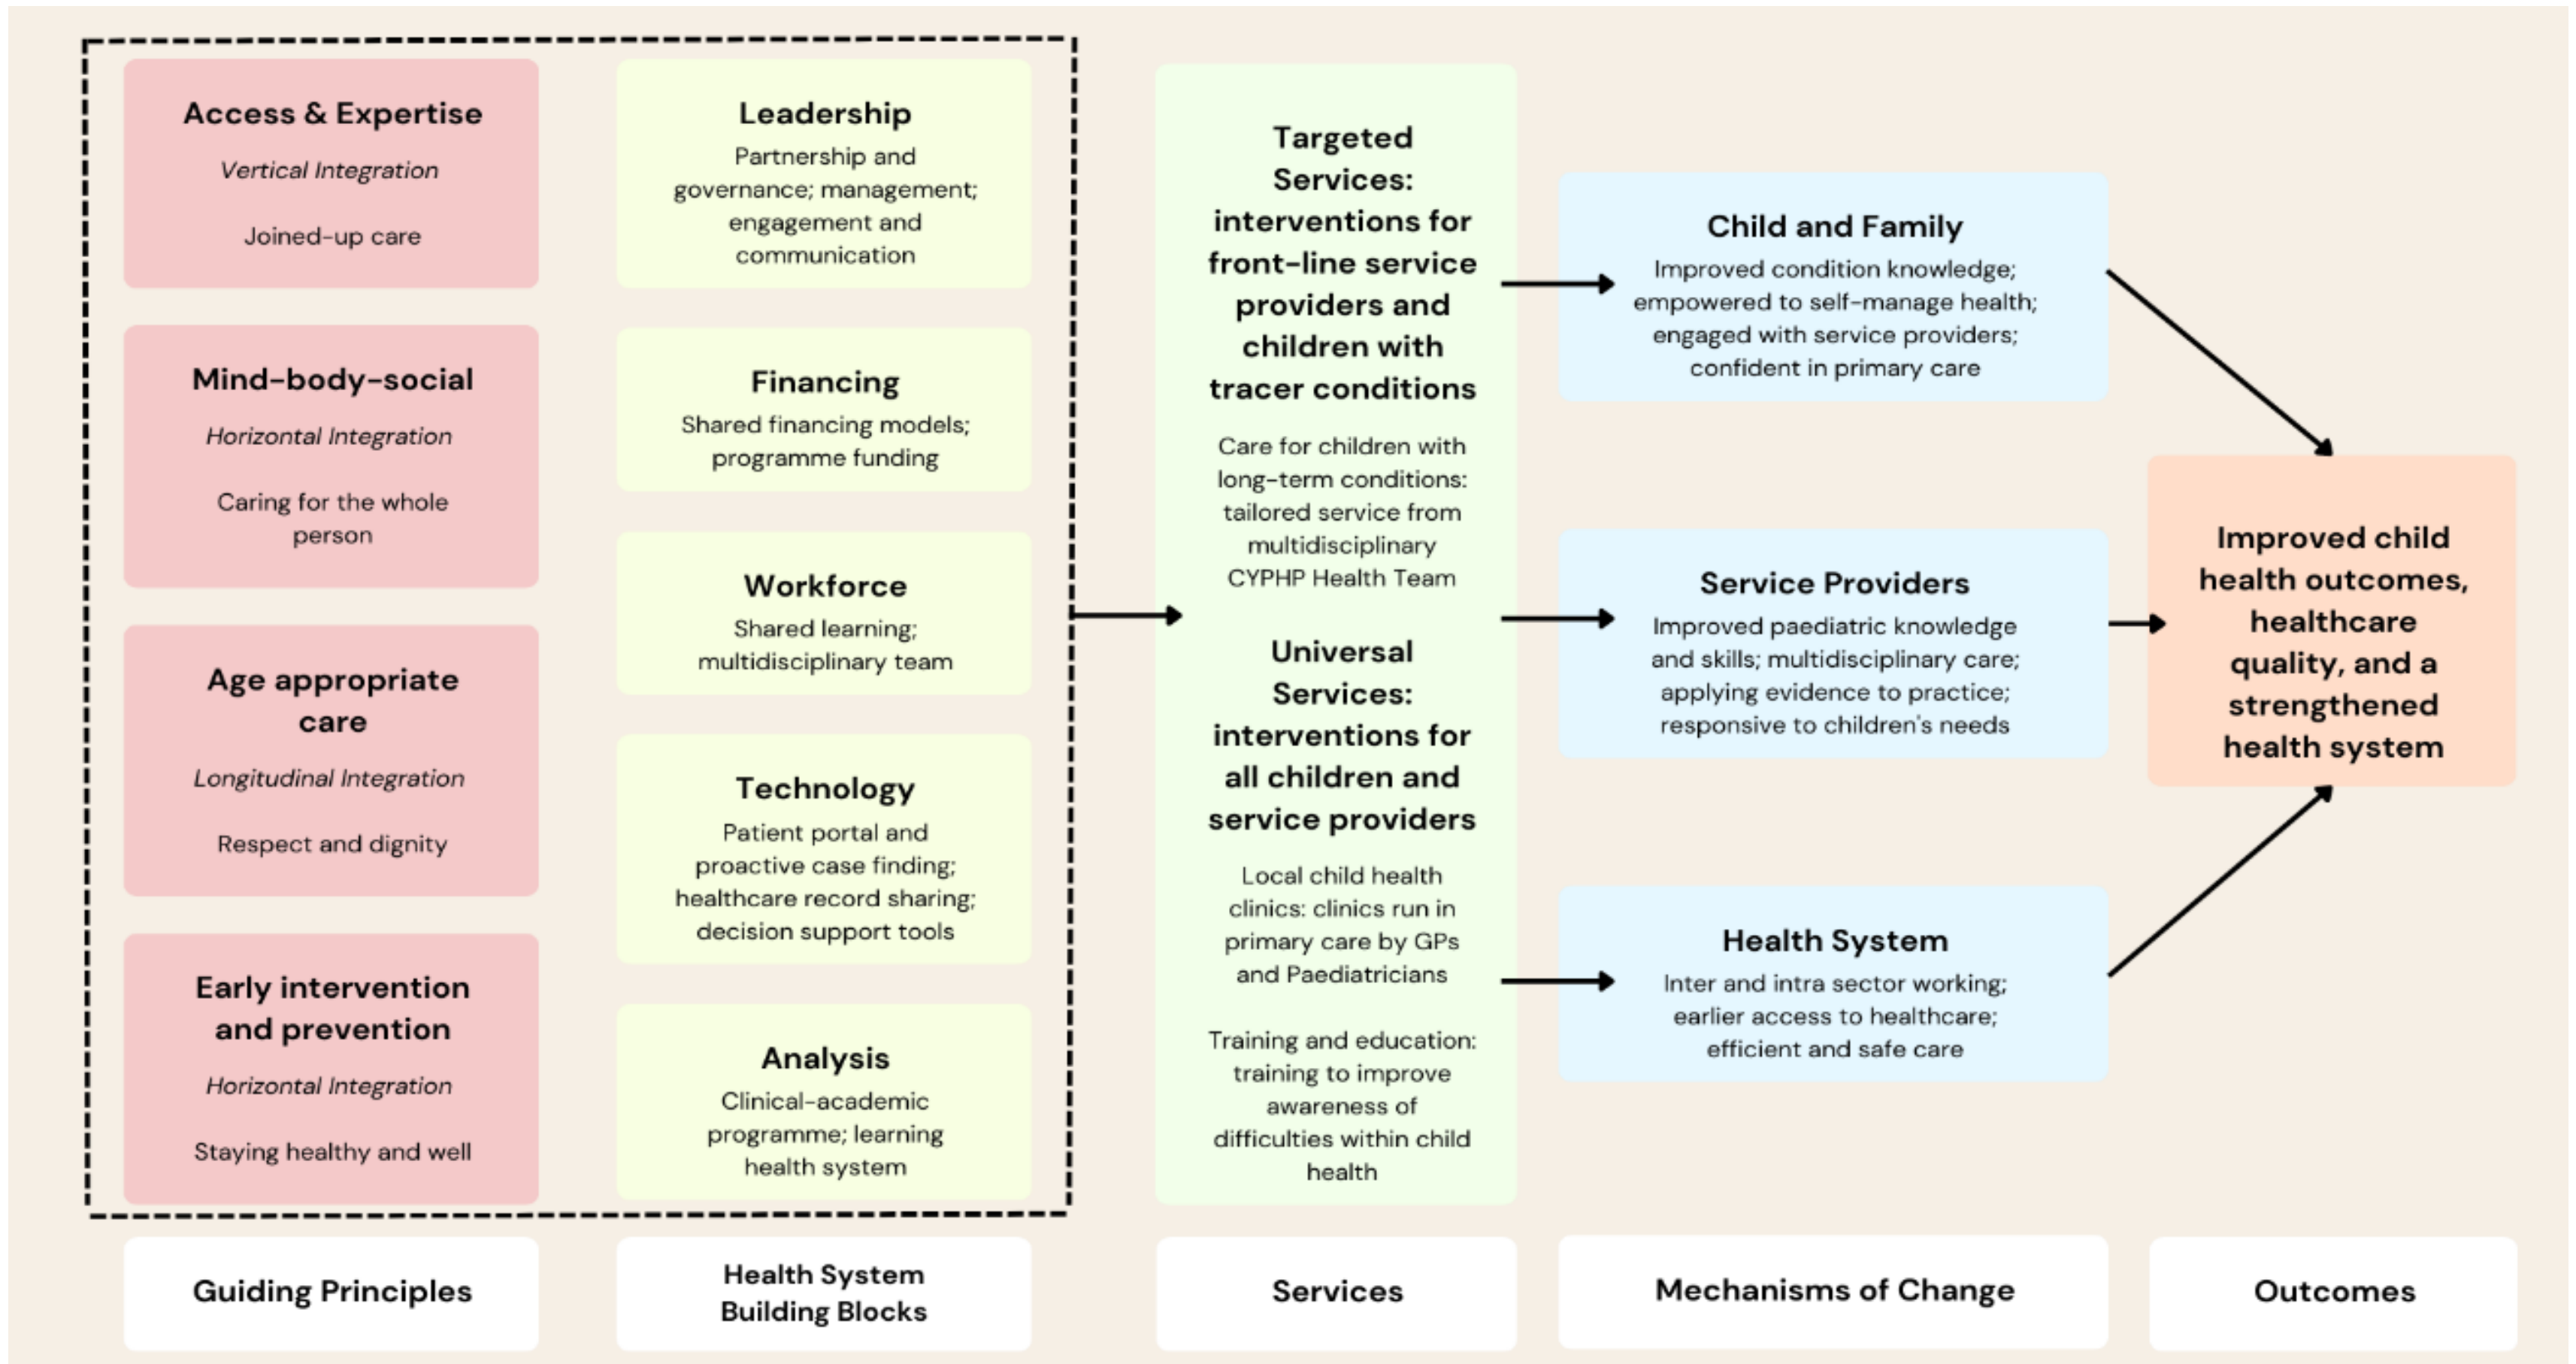 Access & Expertise
Vertical Integration
Joined-up care
Mind-body-social
Horizontal Integration
Caring for the whole
person
Age appropriate
care
Longitudinal Integration
Respect and dignity
Early intervention
and prevention
Horizontal Integration
Staying healthy and well
Guiding Principles
Leadership
Partnership and
governance; management;
engagement and
communication
Financing
Shared financing models;
programme funding
Workforce
Shared learning;
multidisciplinary team
Technology
Patient portal and
proactive case finding;
healthcare record sharing;
decision support tools
Analysis
Clinical-academic
programme; learning
health system
Health System
Building Blocks
Targeted
Services:
interventions for
front-line service
providers and
children with
tracer conditions
Care for children with
long-term conditions:
tailored service from
multidisciplinary
CYPHP Health Team
Universal
Services:
interventions for
all children and
service providers
Local child health
clinics: clinics run in
primary care by GPs
and Paediatricians
Training and education:
training to improve
awareness of
difficulties within child
health
Services
Child and Family
Improved condition knowledge;
empowered to self-manage health;
engaged with service providers;
confident in primary care
Service Providers
Improved paediatric knowledge
and skills; multidisciplinary care;
applying evidence to practice;
responsive to children's needs
Health System
Inter and intra sector working;
earlier access to healthcare;
efficient and safe care
Mechanisms of Change
Improved child
health outcomes,
healthcare
quality, and a
strengthened
health system
Outcomes